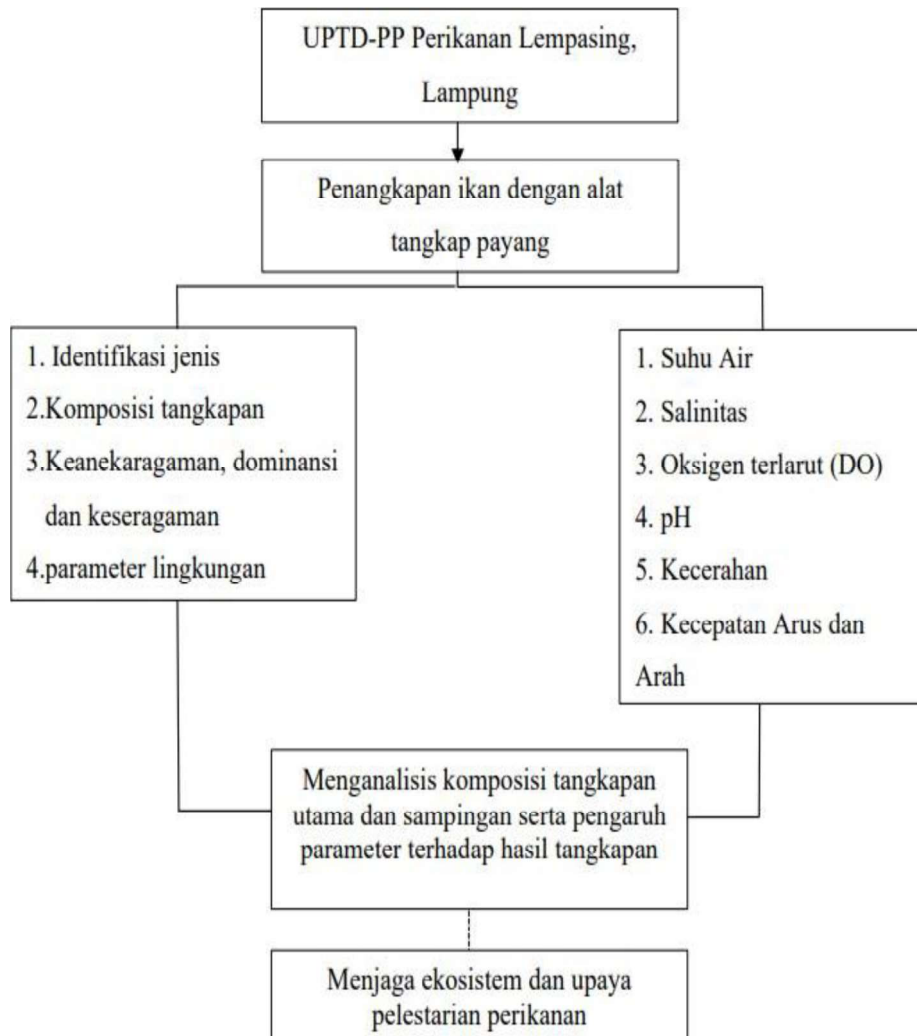 UPTD-PP Perikanan Lempasing,
Lampung
Penangkapan ikan dengan alat
tangkap payang
1. Identifikasi jenis
2.Komposisi tangkapan
3.Keanekaragaman, dominansi
dan keseragaman
4.parameter lingkungan
1. Suhu Air
2. Salinitas
3. Oksigen terlarut (DO)
4. pH
5. Kecerahan
6. Kecepatan Arus dan
Arah
Menganalisis komposisi tangkapan
utama dan sampingan serta pengaruh
parameter terhadap hasil tangkapan
Menjaga ekosistem dan upaya
pelestarian perikanan